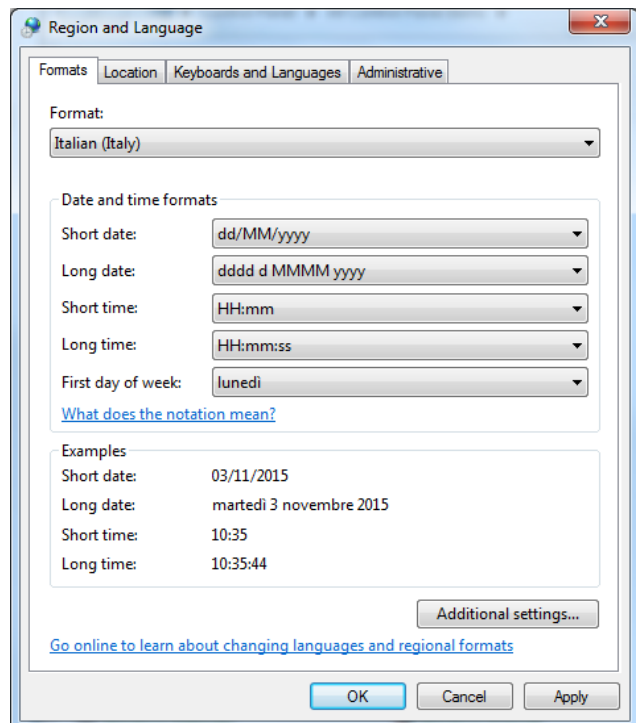 Region and Language
Formats Location Keyboards and Languages Administrative
Format:
Italian (Italy)
Date and time formats
Short date: dd/MM/yyyy
Long date: dddd d MMMM yyyy
Short time: HH:mm
Long time: HH:mm:ss
First day of week: lunedì
What does the notation mean?
Examples
Short date: 03/11/2015
Long date: martedì 3 novembre 2015
Short time: 10:35
Long time: 10:35:44
Additional settings...
Go online to learn about changing languages and regional formats
OK Cancel Apply